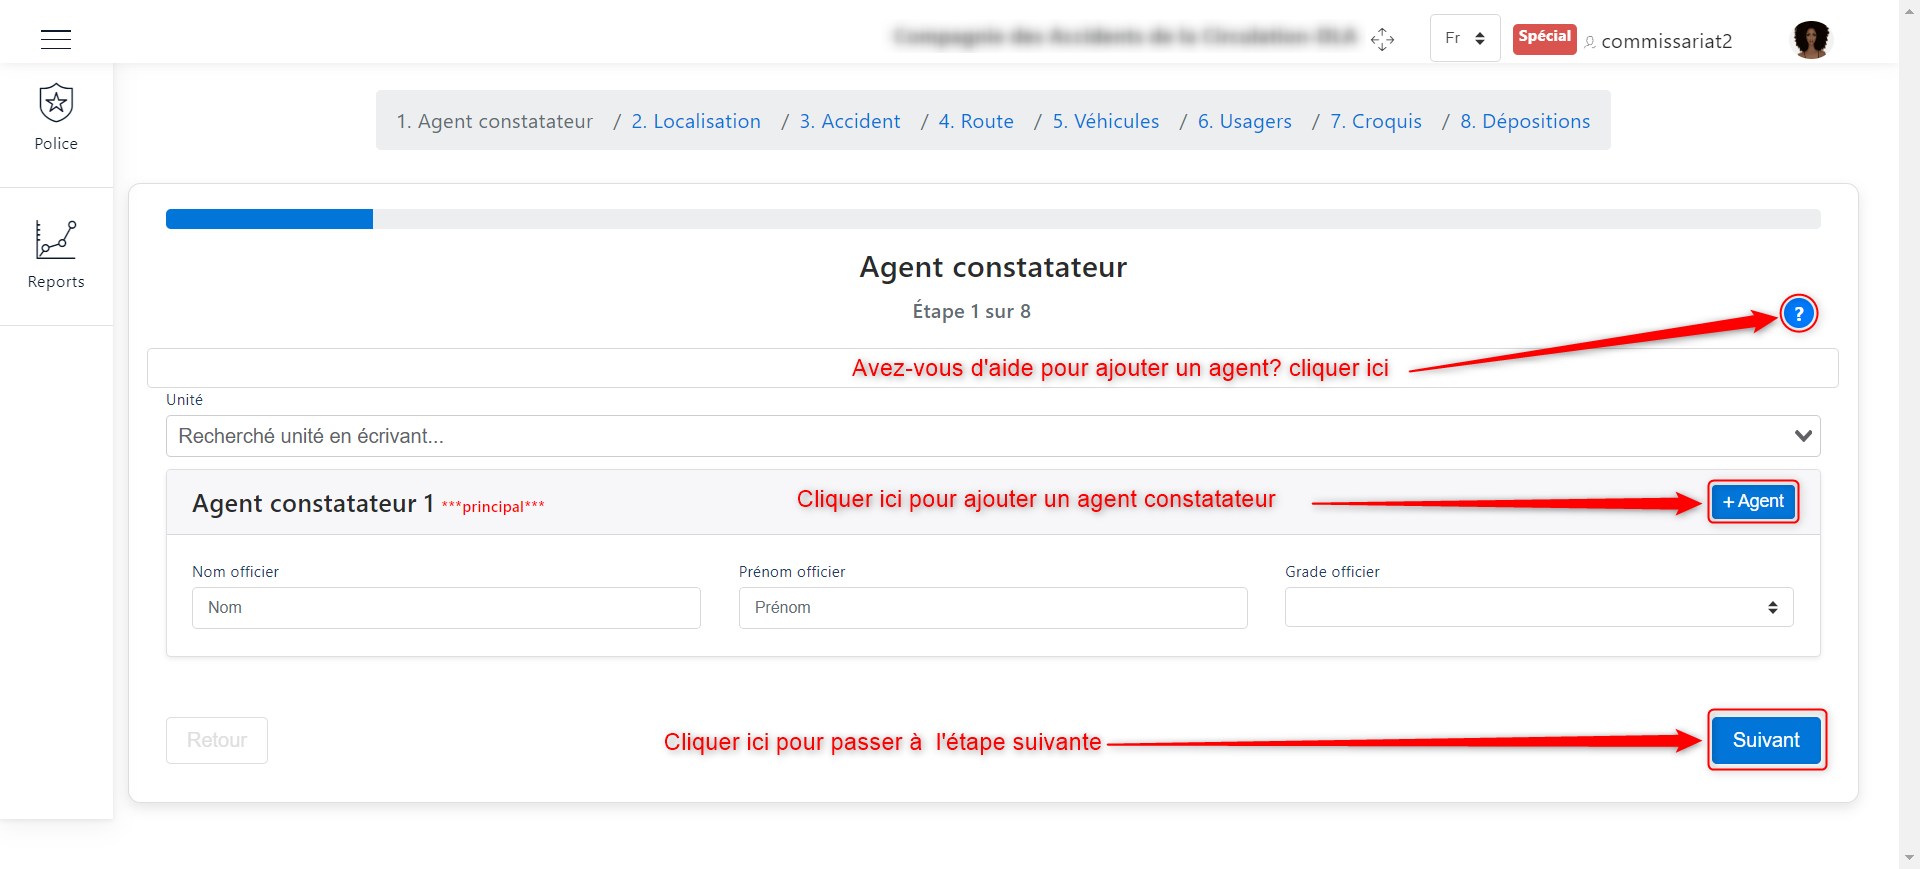 Fr
Spécial
commissariat2
Police
Reports
1. Agent constatateur / 2. Localisation / 3. Accident / 4. Route / 5. Véhicules / 6. Usagers / 7. Croquis / 8. Dépositions
Agent constatateur
Étape 1 sur 8
?
Avez-vous d'aide pour ajouter un agent? cliquer ici
Unité
Recherché unité en écrivant...
Agent constatateur 1 ***principal***
Cliquer ici pour ajouter un agent constatateur
+ Agent
Nom officier
Prénom officier
Grade officier
Nom
Prénom
Retour
Cliquer ici pour passer à  l'étape suivante
Suivant